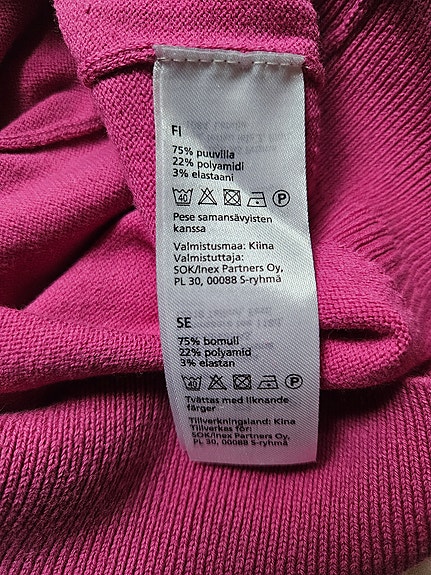 FI
75% puuvilla
22% polyamidi
3% elastaani
40 P
Pese samansävyisten
kanssa
Valmistusmaa: Kiina
Valmistuttaja:
SOK/Inex Partners Oy,
PL 30, 00088 S-ryhmä
SE
75% bomull
22% polyamid
3% elastan
40 P
Tvättas med liknande
färger
Tillverkningsland: Kina
Tillverkas för:
SOK/Inex Partners Oy,
PL 30, 00088 S-ryhmä